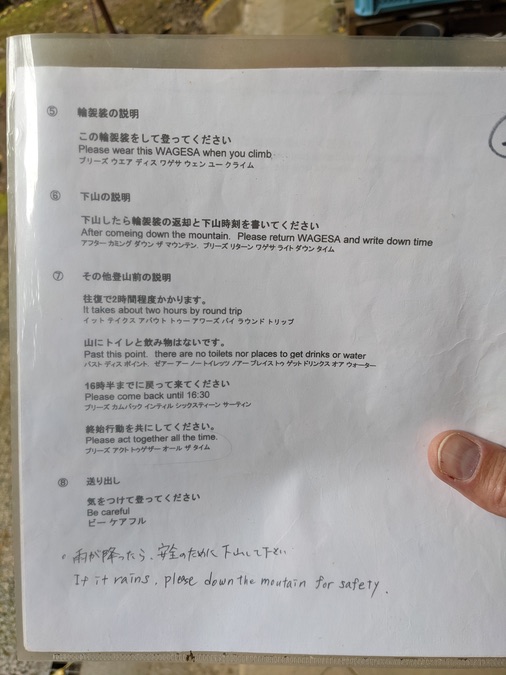 ⑤ 輪袈裟の説明
この輪袈裟をして登ってください
Please wear this WAGESA when you climb
プリーズ ウエア ディス ワゲサ ウェン ユー クライム
⑥ 下山の説明
下山したら輪袈裟の返却と下山時刻を書いてください
After comeing down the mountain. Please return WAGESA and write down time
アフター カミング ダウン ザ マウンテン. プリーズ リターン ワゲサ ライト ダウン タイム
⑦ その他登山前の説明
往復で2時間程度かかります。
It takes about two hours by round trip
イット テイクス アバウト トゥー アワーズ バイ ラウンド トリップ
山にトイレと飲み物はないです。
Past this point. there are no toilets nor places to get drinks or water
パスト ディス ポイント. ゼアー アー ノー トイレッツ ノアー プレイス トゥ ゲット ドリンクス オア ウォーター
16時半までに戻って来てください
Please come back until 16:30
プリーズ カムバック インティル シックスティーン サーティン
終始行動を共にしてください。
Please act together all the time.
プリーズ アクト トゥゲザー オール ザ タイム
⑧ 送り出し
気をつけて登ってください
Be careful
ビー ケアフル
。雨が降ったら、安全のために下山して下さい
If it rains, please down the moutain for safety.